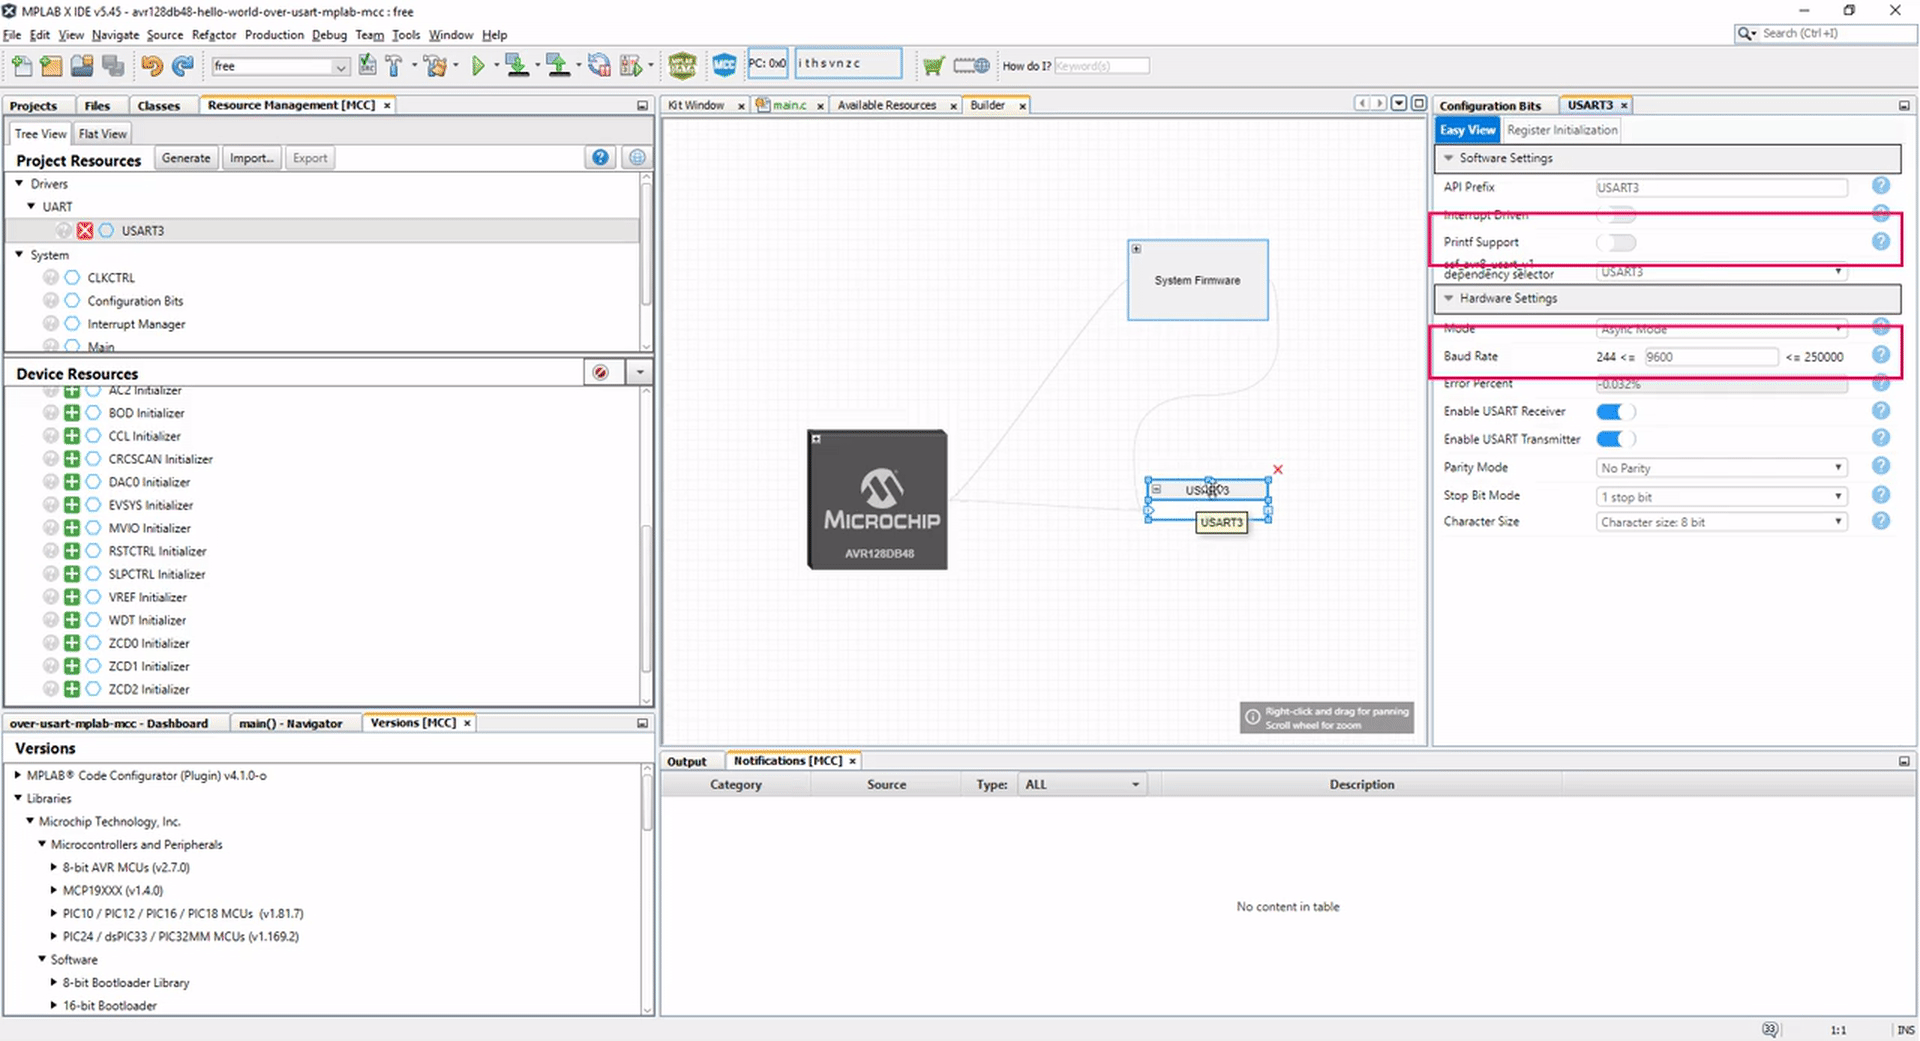 MPLAB X IDE v5.45 - avr128db48-hello-world-over-usart-mplab-mcc : free
File Edit View Navigate Source Refactor Production Debug Team Tools Window Help
Search (Ctrl+I)
free
PC: 0x0
i t h s v n z c
How do I? Keyword(s)
MCC
Projects Files Classes Resource Management [MCC]
Tree View Flat View
Project Resources Generate Import... Export
Drivers
UART
USART3
System
CLKCTRL
Configuration Bits
Interrupt Manager
Main
Device Resources
AC2 Initializer
BOD Initializer
CCL Initializer
CRCSCAN Initializer
DAC0 Initializer
EVSYS Initializer
MVIO Initializer
RSTCTRL Initializer
SLPCTRL Initializer
VREF Initializer
WDT Initializer
ZCD0 Initializer
ZCD1 Initializer
ZCD2 Initializer
over-usart-mplab-mcc - Dashboard main() - Navigator Versions [MCC]
Versions
MPLAB® Code Configurator (Plugin) v4.1.0-o
Libraries
Microchip Technology, Inc.
Microcontrollers and Peripherals
8-bit AVR MCUs (v2.7.0)
MCP19XXX (v1.4.0)
PIC10 / PIC12 / PIC16 / PIC18 MCUs (v1.81.7)
PIC24 / dsPIC33 / PIC32MM MCUs (v1.169.2)
Software
8-bit Bootloader Library
16-bit Bootloader
Kit Window main.c Available Resources Builder
System Firmware
MICROCHIP
AVR128DB48
USART3
USART3
Right-click and drag for panning
Scroll wheel for zoom
Configuration Bits USART3
Easy View Register Initialization
Software Settings
API Prefix USART3
Interrupt Driven
Printf Support
dependency selector USART3
Hardware Settings
Mode Async Mode
Baud Rate 244 <= 9600 <= 250000
Error Percent -0.032%
Enable USART Receiver
Enable USART Transmitter
Parity Mode No Parity
Stop Bit Mode 1 stop bit
Character Size Character size: 8 bit
Output Notifications [MCC]
Category Source Type: ALL Description
No content in table
33 1:1 INS